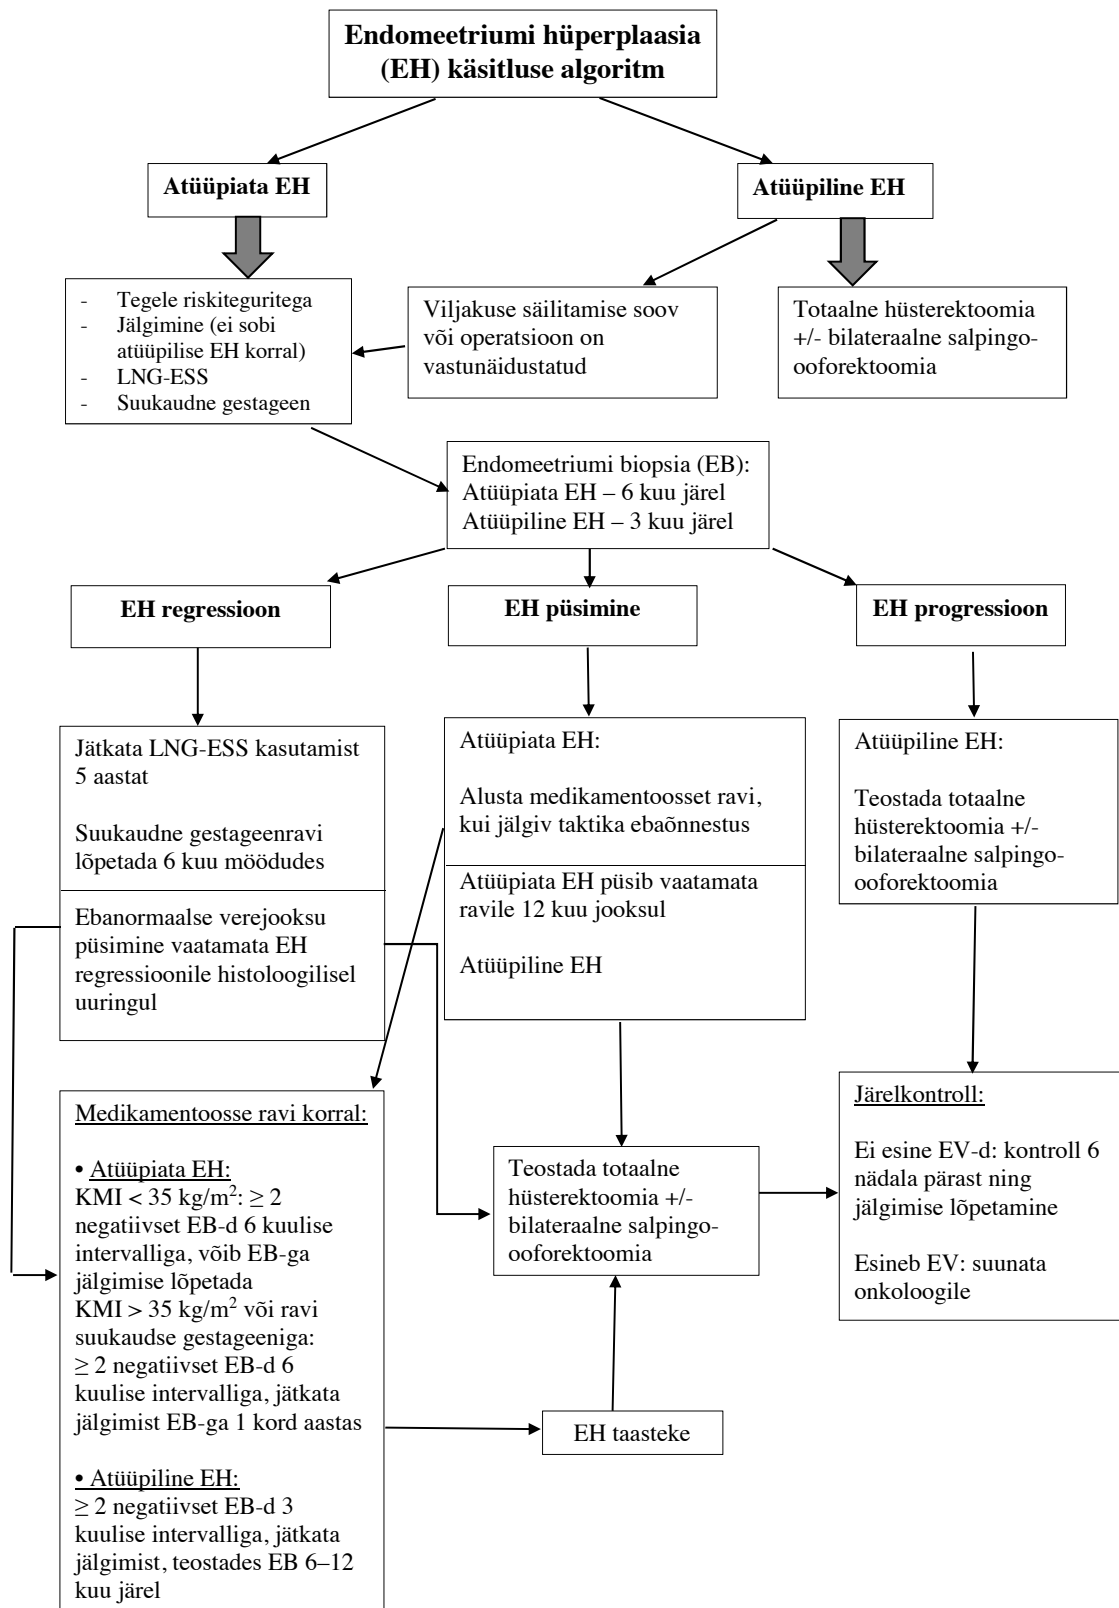 Endomeetriumi hüperplaasia
(EH) käsitluse algoritm
Atüüpiata EH
Atüüpiline EH
- Tegele riskiteguritega
- Jälgimine (ei sobi
atüüpilise EH korral)
- LNG-ESS
- Suukaudne gestageen
Viljakuse säilitamise soov
või operatsioon on
vastunäidustatud
Totaalne hüsterektoomia
+/- bilateraalne salpingo-
ooforektoomia
Endomeetriumi biopsia (EB):
Atüüpiata EH – 6 kuu järel
Atüüpiline EH – 3 kuu järel
EH regressioon
EH püsimine
EH progressioon
Jätkata LNG-ESS kasutamist
5 aastat
Suukaudne gestageenravi
lõpetada 6 kuu möödudes
Ebanormaalse verejooksu
püsimine vaatamata EH
regressioonile histoloogilisel
uuringul
Atüüpiata EH:
Alusta medikamentoosset ravi,
kui jälgiv taktika ebaõnnestus
Atüüpiata EH püsib vaatamata
ravile 12 kuu jooksul
Atüüpiline EH
Atüüpiline EH:
Teostada totaalne
hüsterektoomia +/-
bilateraalne salpingo-
ooforektoomia
Medikamentoosse ravi korral:
• Atüüpiata EH:
KMI < 35 kg/m²: ≥ 2
negatiivset EB-d 6 kuulise
intervalliga, võib EB-ga
jälgimise lõpetada
KMI > 35 kg/m² või ravi
suukaudse gestageeniga:
≥ 2 negatiivset EB-d 6
kuulise intervalliga, jätkata
jälgimist EB-ga 1 kord aastas
• Atüüpiline EH:
≥ 2 negatiivset EB-d 3
kuulise intervalliga, jätkata
jälgimist, teostades EB 6–12
kuu järel
Teostada totaalne
hüsterektoomia +/-
bilateraalne salpingo-
ooforektoomia
EH taasteke
Järelkontroll:
Ei esine EV-d: kontroll 6
nädala pärast ning
jälgimise lõpetamine
Esineb EV: suunata
onkoloogile